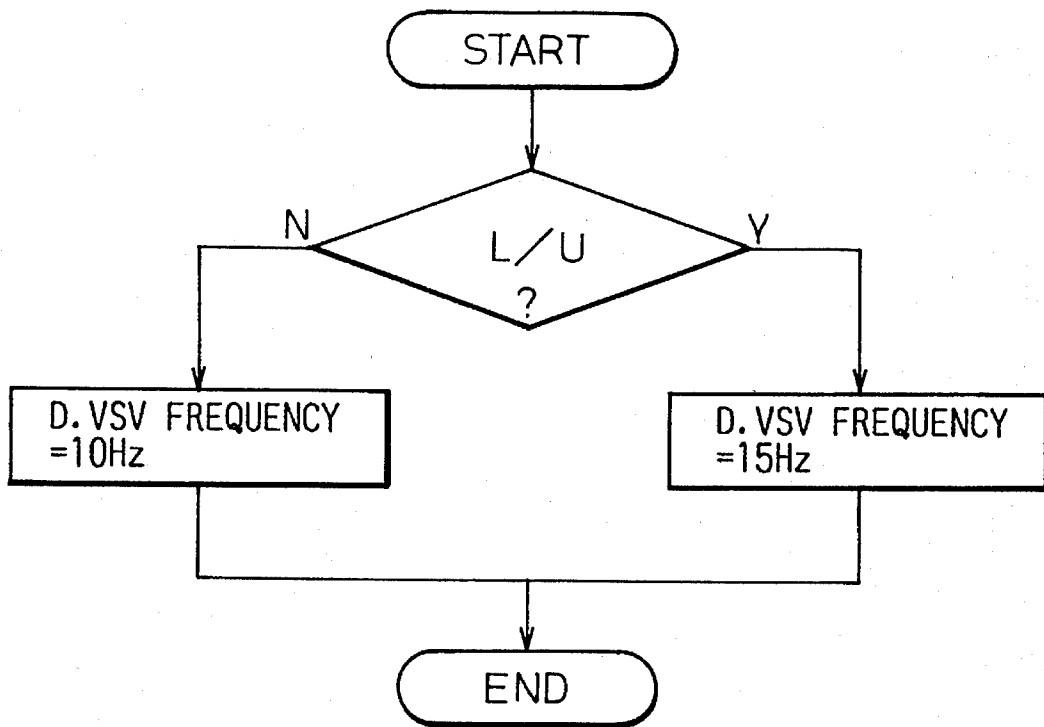 START
N
L/U
?
Y
D.VSV FREQUENCY
=10Hz
D.VSV FREQUENCY
=15Hz
END